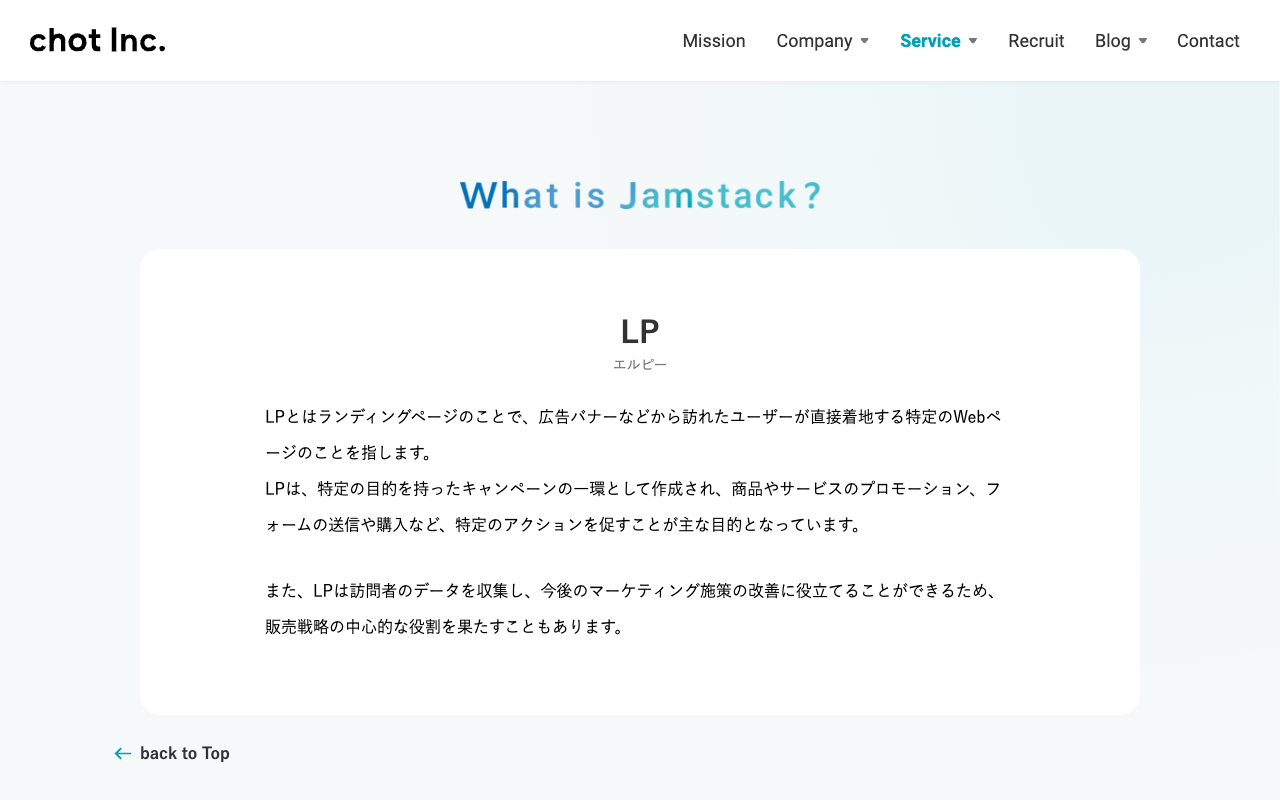 chot Inc.
Mission
Company
Service
Recruit
Blog
Contact
What is Jamstack?
LP
エルピー
LPとはランディングページのことで、広告バナーなどから訪れたユーザーが直接着地する特定のWebペ
ージのことを指します。
LPは、特定の目的を持ったキャンペーンの一環として作成され、商品やサービスのプロモーション、フ
ォームの送信や購入など、特定のアクションを促すことが主な目的となっています。
また、LPは訪問者のデータを収集し、今後のマーケティング施策の改善に役立てることができるため、
販売戦略の中心的な役割を果たすこともあります。
back to Top